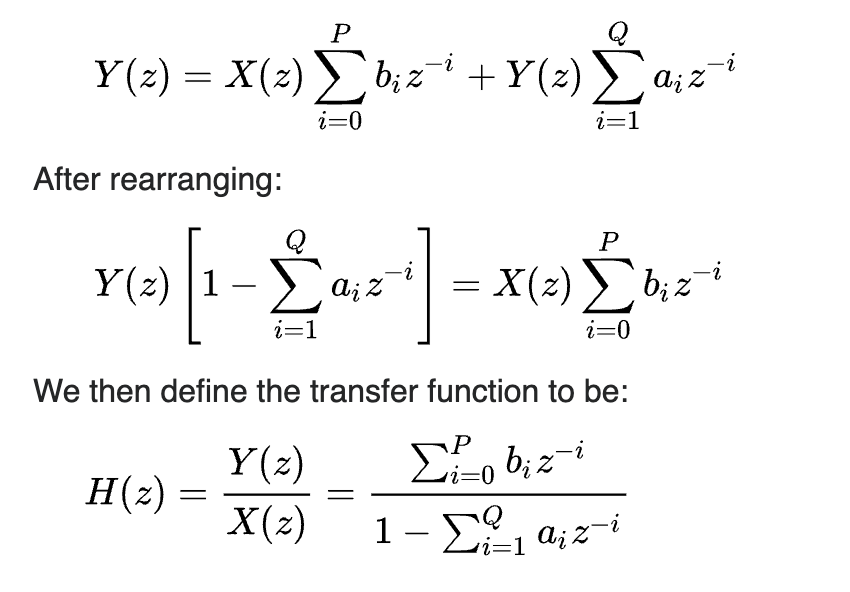 Y(z) = X(z) \sum_{i=0}^{P} b_i z^{-i} + Y(z) \sum_{i=1}^{Q} a_i z^{-i}
After rearranging:
Y(z) \left[ 1 - \sum_{i=1}^{Q} a_i z^{-i} \right] = X(z) \sum_{i=0}^{P} b_i z^{-i}
We then define the transfer function to be:
H(z) = \frac{Y(z)}{X(z)} = \frac{\sum_{i=0}^{P} b_i z^{-i}}{1 - \sum_{i=1}^{Q} a_i z^{-i}}